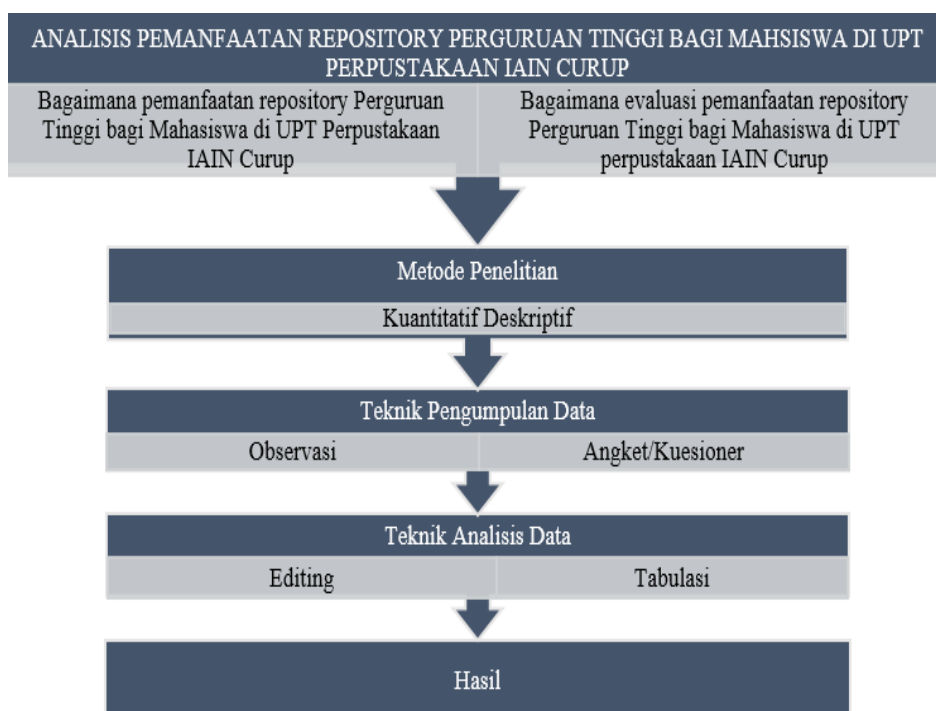 ANALISIS PEMANFAATAN REPOSITORY PERGURUAN TINGGI BAGI MAHSISWA DI UPT
PERPUSTAKAAN IAIN CURUP
Bagaimana pemanfaatan repository Perguruan
Tinggi bagi Mahasiswa di UPT Perpustakaan
IAIN Curup
Bagaimana evaluasi pemanfaatan repository
Perguruan Tinggi bagi Mahasiswa di UPT
perpustakaan IAIN Curup
Metode Penelitian
Kuantitatif Deskriptif
Teknik Pengumpulan Data
Observasi
Angket/Kuesioner
Teknik Analisis Data
Editing
Tabulasi
Hasil